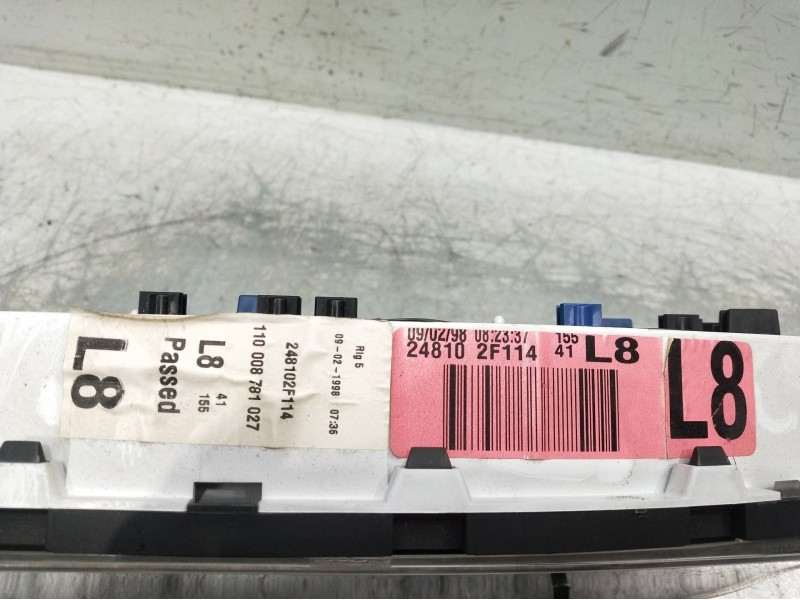 L8
Passed
L8 41
155
110 008 781 027
248102F114
09-02-1998 07:36
Rig 5
09/02/98 08:23:37 155
24810 2F114 41 L8
L8